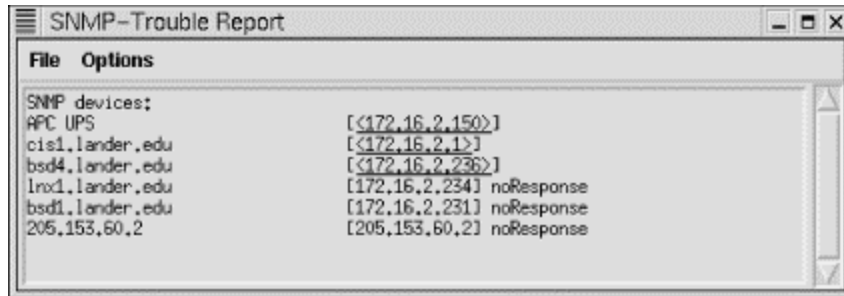 SNMP-Trouble Report
File Options
SNMP devices:
APC UPS [<172.16.2.150>]
cis1.lander.edu [<172.16.2.1>]
bsd4.lander.edu [<172.16.2.236>]
lnx1.lander.edu [172.16.2.234] noResponse
bsd1.lander.edu [172.16.2.231] noResponse
205.153.60.2 [205.153.60.2] noResponse